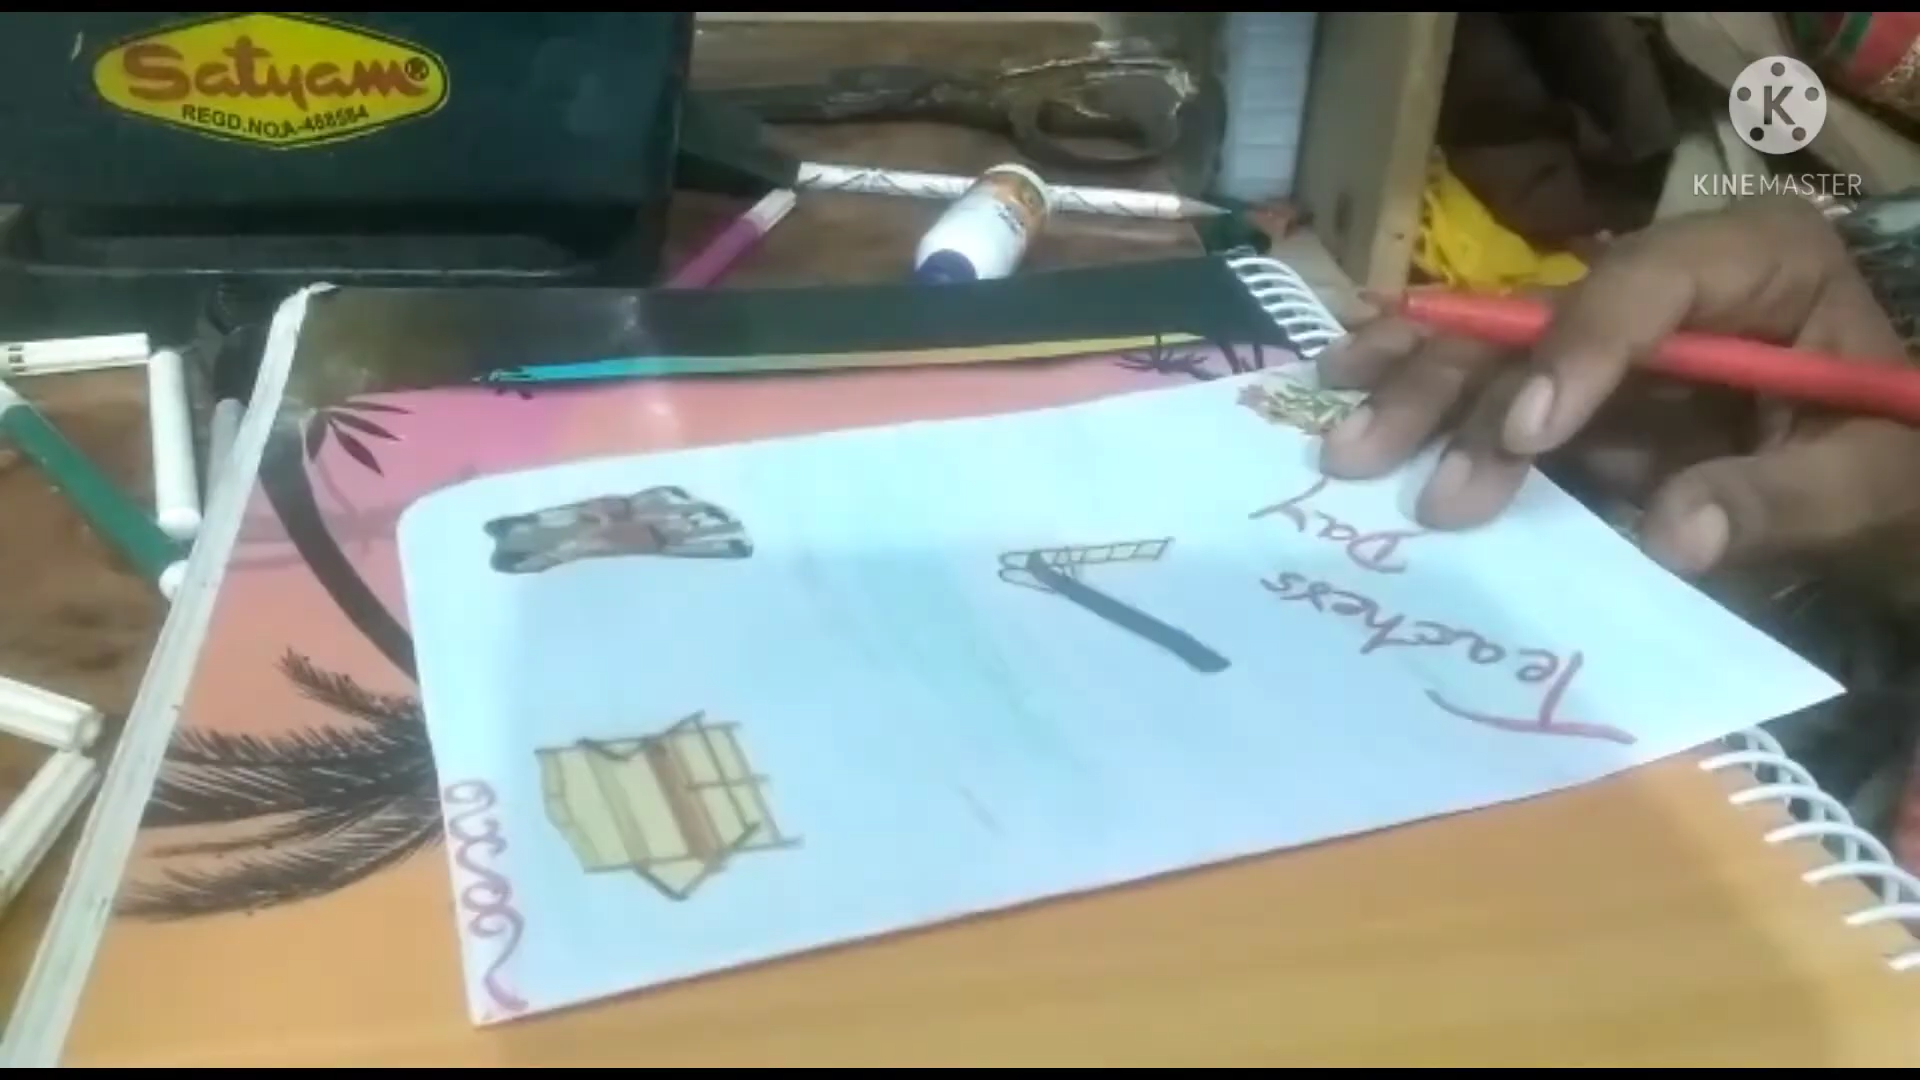 Satyam®
REGD.NO.A-488584
KINEMASTER
Teachers
Day